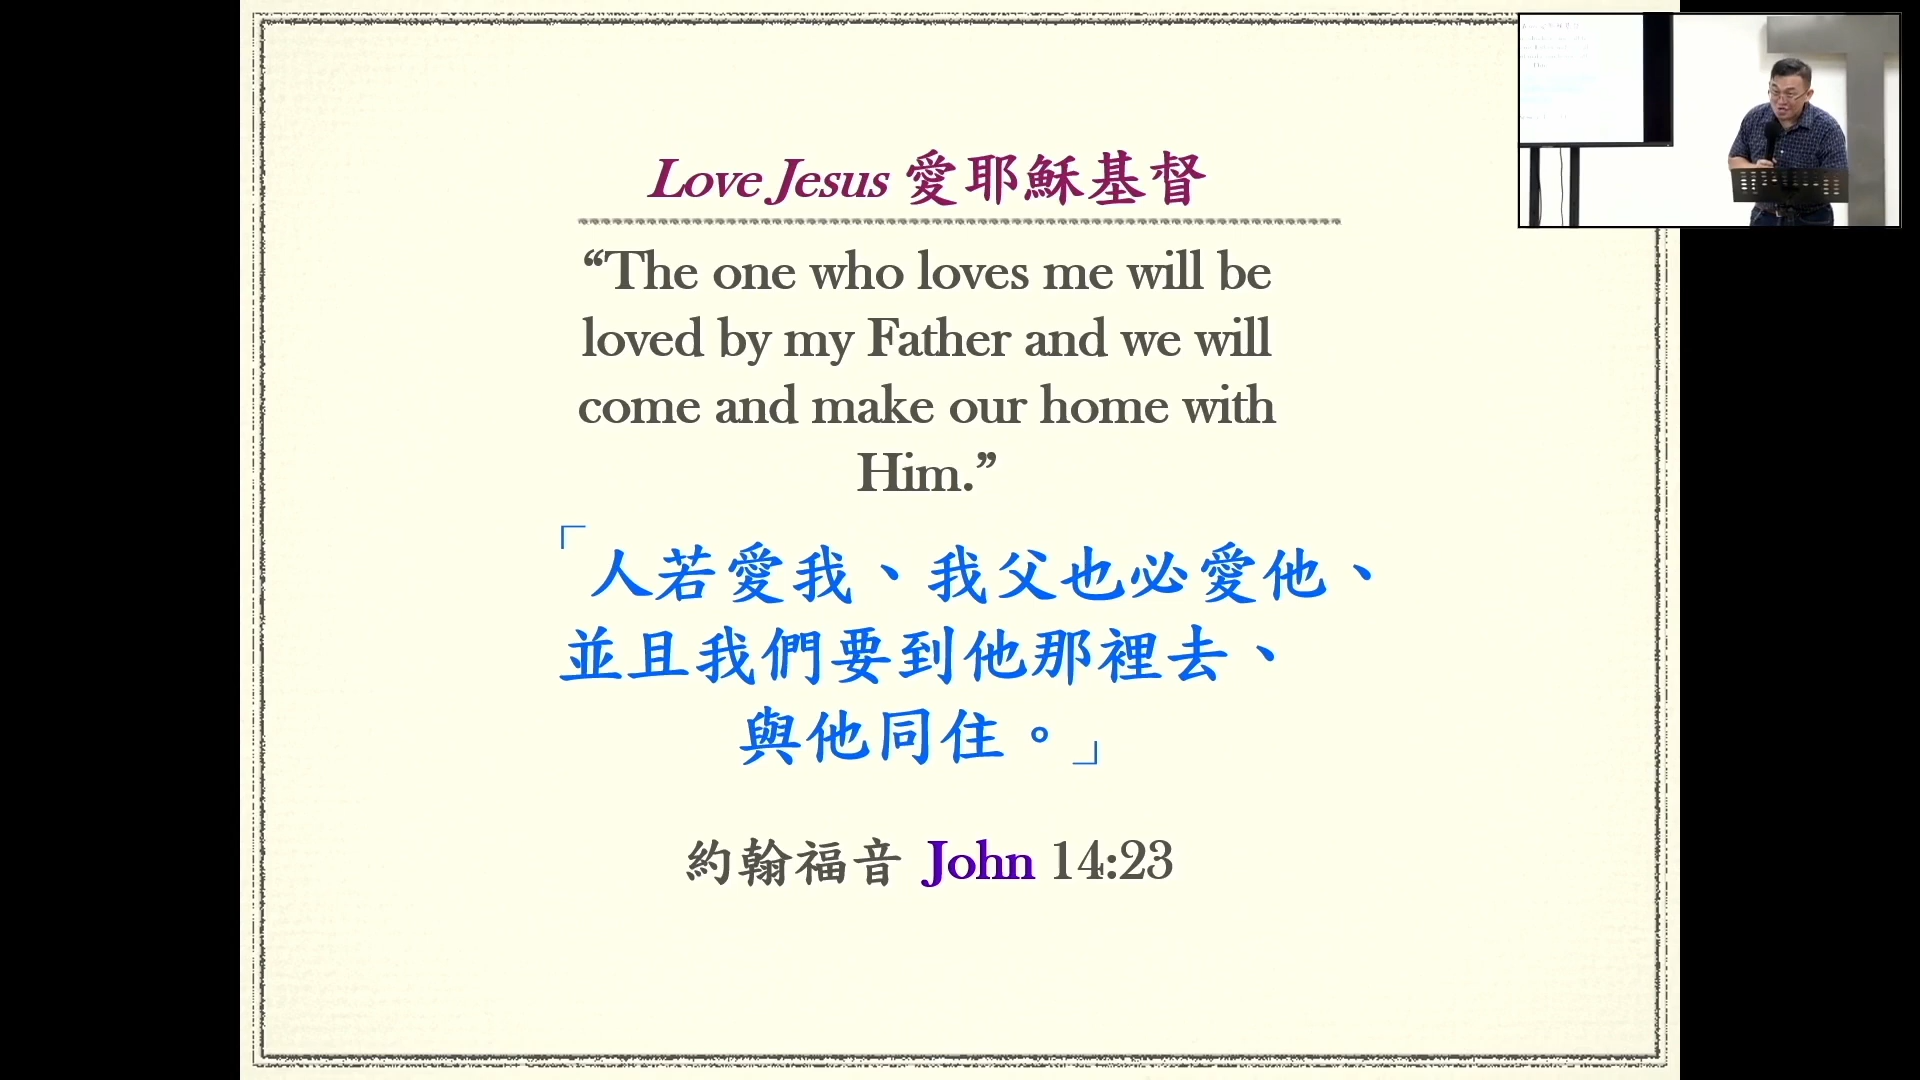 Love Jesus 愛耶穌基督
“The one who loves me will be
loved by my Father and we will
come and make our home with
Him.”
「人若愛我、我父也必愛他、
並且我們要到他那裡去、
與他同住。」
約翰福音 John 14:23